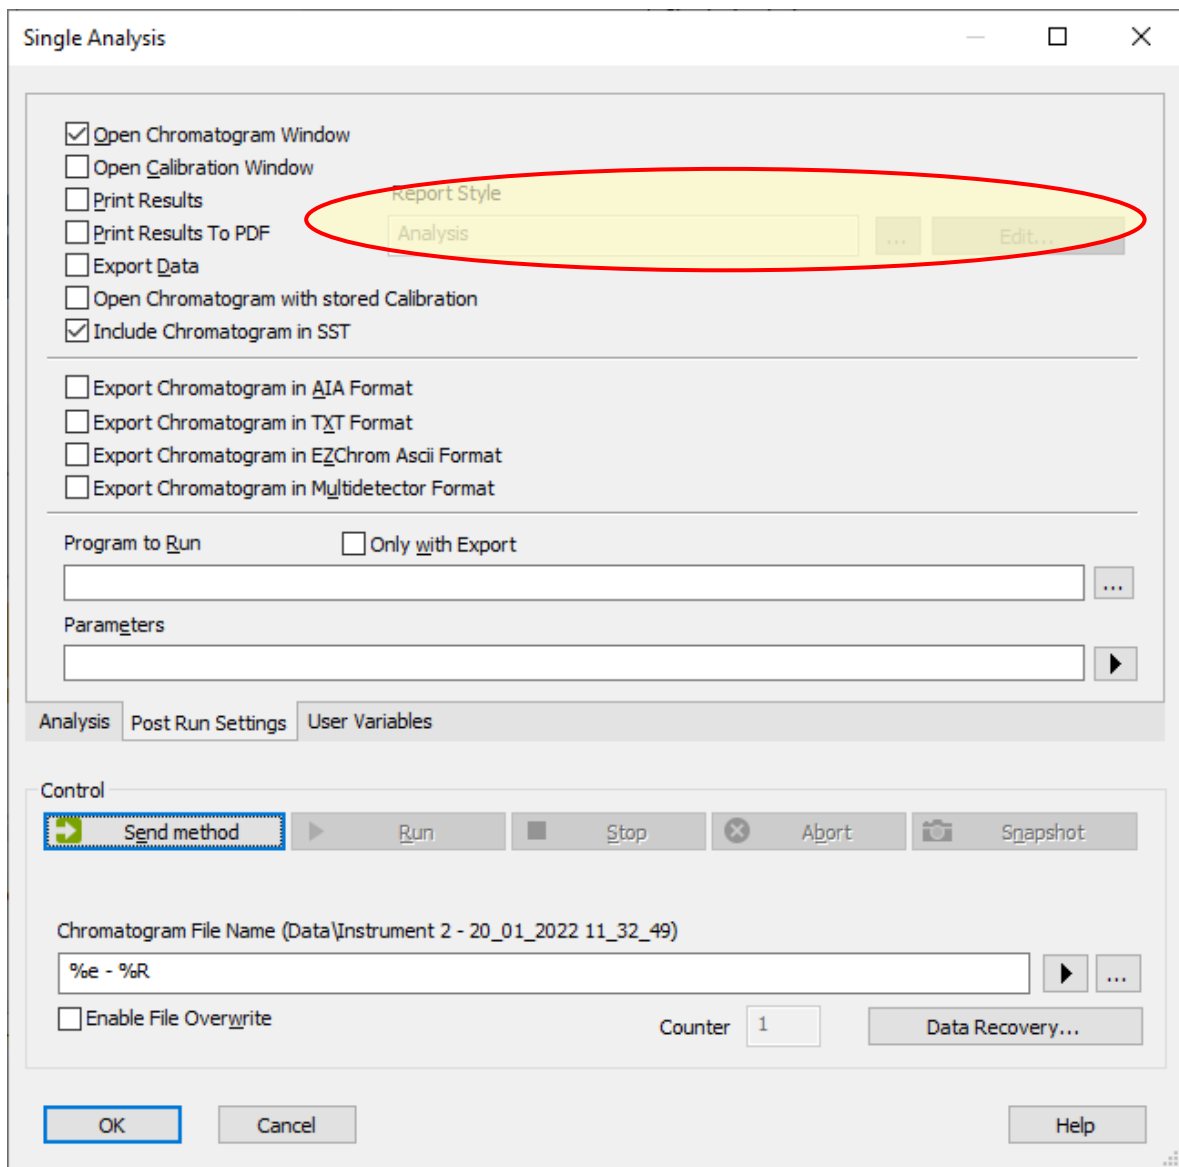 Single Analysis
Open Chromatogram Window
Open Calibration Window
Print Results
Report Style
Print Results To PDF
Analysis
...
Edit...
Export Data
Open Chromatogram with stored Calibration
Include Chromatogram in SST
Export Chromatogram in AIA Format
Export Chromatogram in TXT Format
Export Chromatogram in EZChrom Ascii Format
Export Chromatogram in Multidetector Format
Program to Run Only with Export
...
Parameters
Analysis Post Run Settings User Variables
Control
Send method Run Stop Abort Snapshot
Chromatogram File Name (Data\Instrument 2 - 20_01_2022 11_32_49)
%e - %R
...
Enable File Overwrite
Counter 1 Data Recovery...
OK Cancel Help